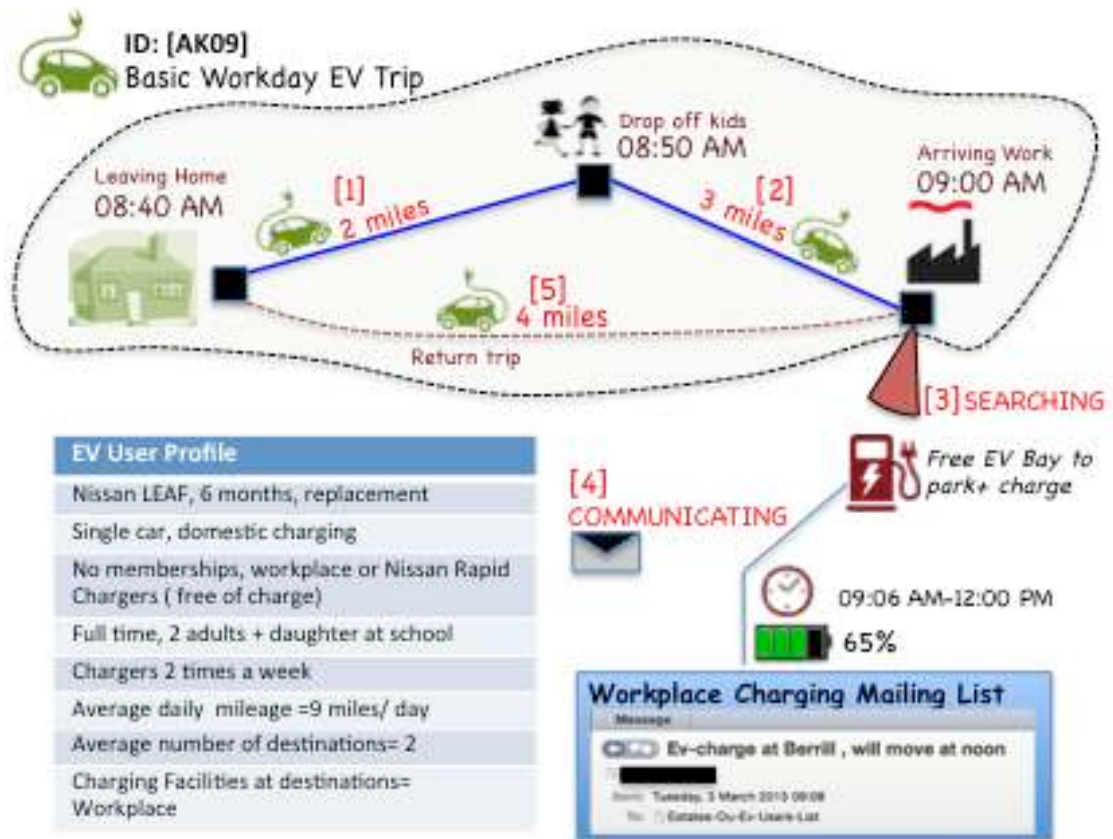 ID: [AK09]
Basic Workday EV Trip
Drop off kids
08:50 AM
Arriving Work
09:00 AM
Leaving Home
08:40 AM
[1]
2 miles
[2]
3 miles
[5]
4 miles
Return trip
[3] SEARCHING
Free EV Bay to
park+ charge
[4]
COMMUNICATING
09:06 AM-12:00 PM
65%
EV User Profile
Nissan LEAF, 6 months, replacement
Single car, domestic charging
No memberships, workplace or Nissan Rapid
Chargers ( free of charge)
Full time, 2 adults + daughter at school
Chargers 2 times a week
Average daily mileage =9 miles/ day
Average number of destinations= 2
Charging Facilities at destinations=
Workplace
Workplace Charging Mailing List
Message
Ev-charge at Berrill , will move at noon
Tuesday, 3 March 2015
Estates-Ou-Ev-Users-List